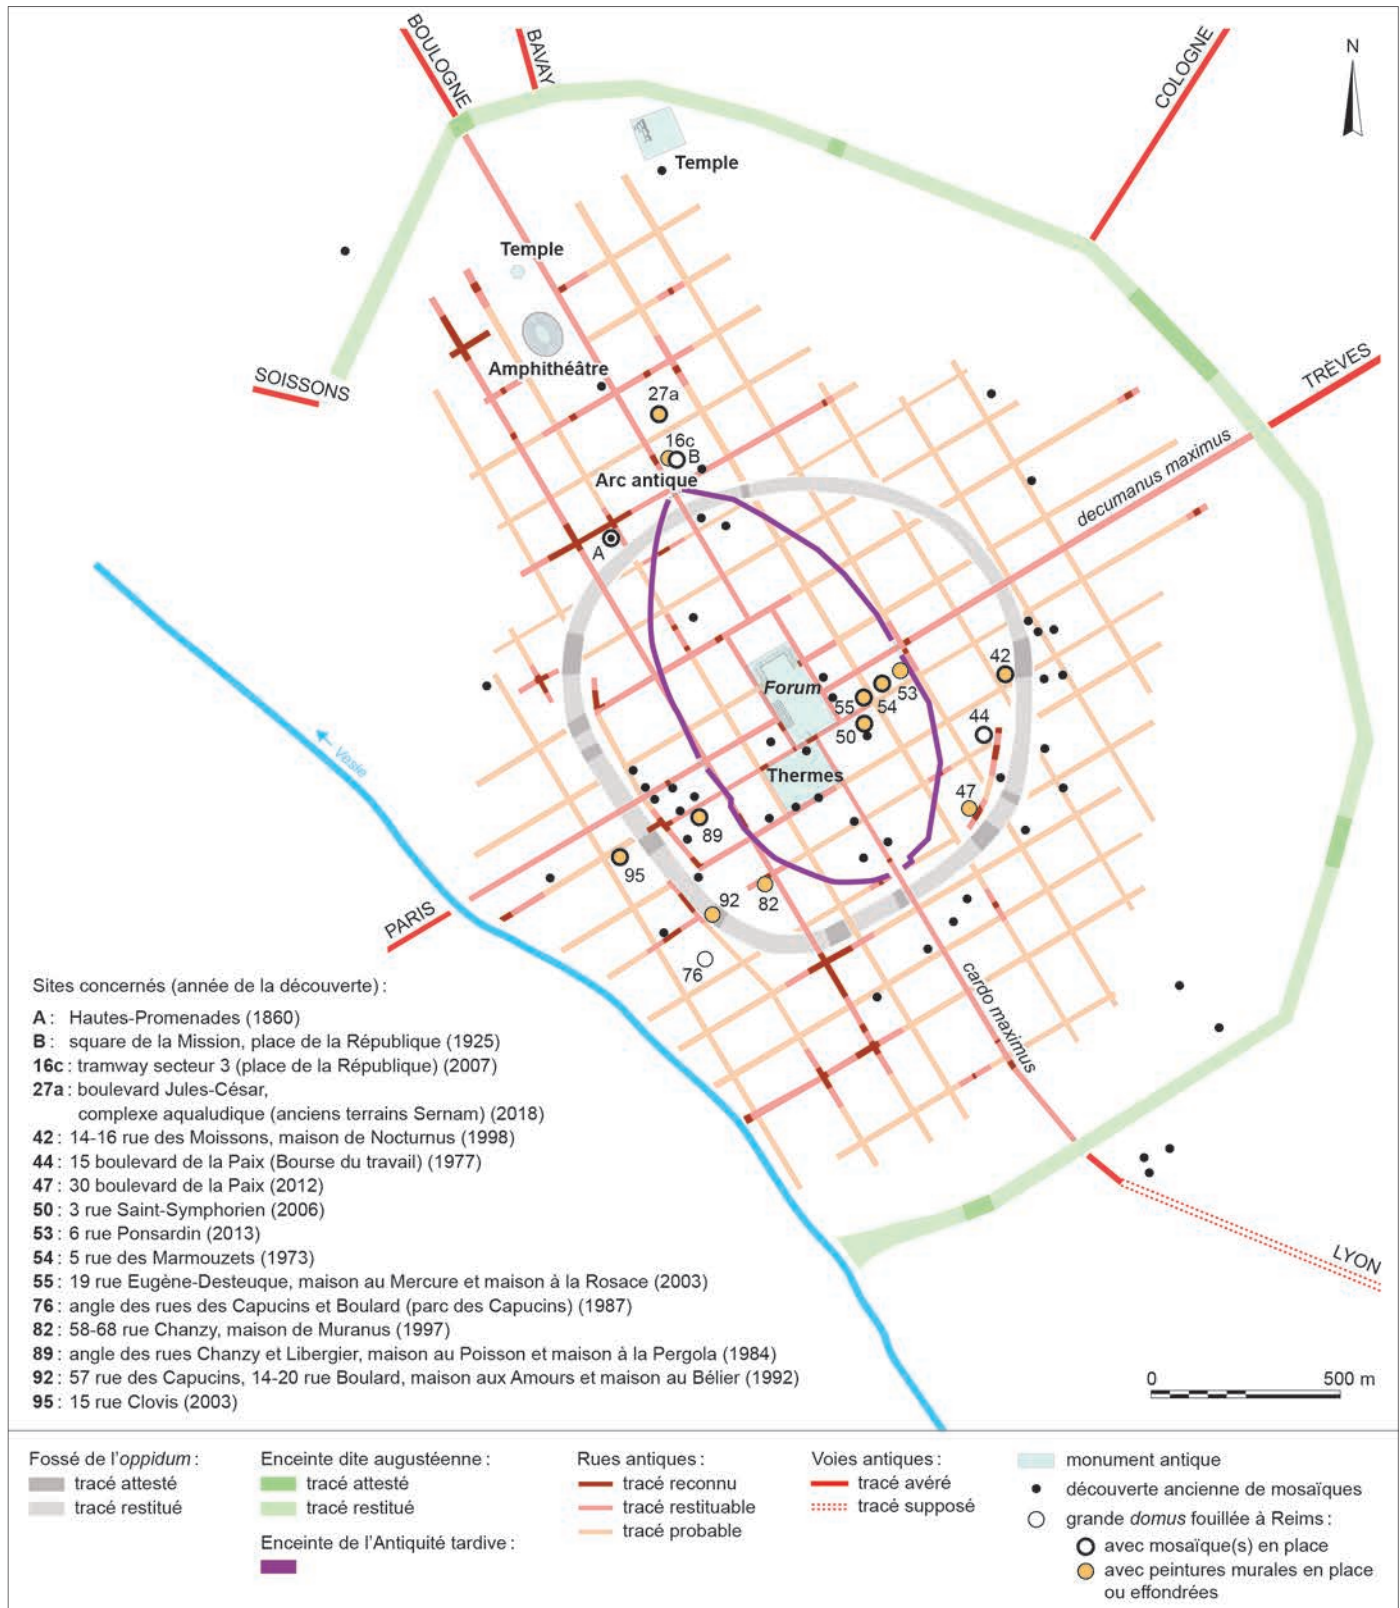 BOULOGNE
BAVAY
COLOGNE
N
Temple
Temple
Amphithéâtre
SOISSONS
27a
16c
B
Arc antique
A
TRÈVES
decumanus maximus
42
Forum
53
55
54
50
44
Thermes
47
Vesle
89
95
92
82
76
PARIS
cardo maximus
LYON
Sites concernés (année de la découverte) :
A : Hautes-Promenades (1860)
B : square de la Mission, place de la République (1925)
16c : tramway secteur 3 (place de la République) (2007)
27a : boulevard Jules-César,
complexe aqualudique (anciens terrains Sernam) (2018)
42 : 14-16 rue des Moissons, maison de Nocturnus (1998)
44 : 15 boulevard de la Paix (Bourse du travail) (1977)
47 : 30 boulevard de la Paix (2012)
50 : 3 rue Saint-Symphorien (2006)
53 : 6 rue Ponsardin (2013)
54 : 5 rue des Marmouzets (1973)
55 : 19 rue Eugène-Desteuque, maison au Mercure et maison à la Rosace (2003)
76 : angle des rues des Capucins et Boulard (parc des Capucins) (1987)
82 : 58-68 rue Chanzy, maison de Muranus (1997)
89 : angle des rues Chanzy et Libergier, maison au Poisson et maison à la Pergola (1984)
92 : 57 rue des Capucins, 14-20 rue Boulard, maison aux Amours et maison au Bélier (1992)
95 : 15 rue Clovis (2003)
0 500 m
Fossé de l'oppidum :
tracé attesté
tracé restitué
Enceinte dite augustéenne :
tracé attesté
tracé restitué
Enceinte de l'Antiquité tardive :
Rues antiques :
tracé reconnu
tracé restituable
tracé probable
Voies antiques :
tracé avéré
tracé supposé
monument antique
découverte ancienne de mosaïques
grande domus fouillée à Reims :
avec mosaïque(s) en place
avec peintures murales en place
ou effondrées